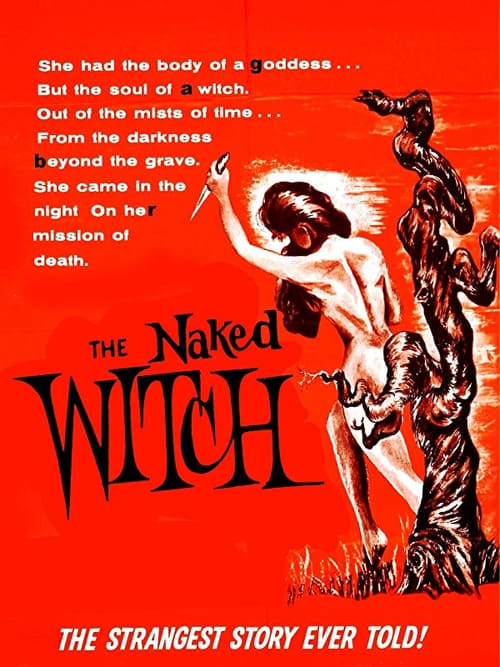 She had the body of a goddess...
But the soul of a witch.
Out of the mists of time...
From the darkness
beyond the grave.
She came in the
night On her
mission of
death.
THE NAKED
WITCH
THE STRANGEST STORY EVER TOLD!